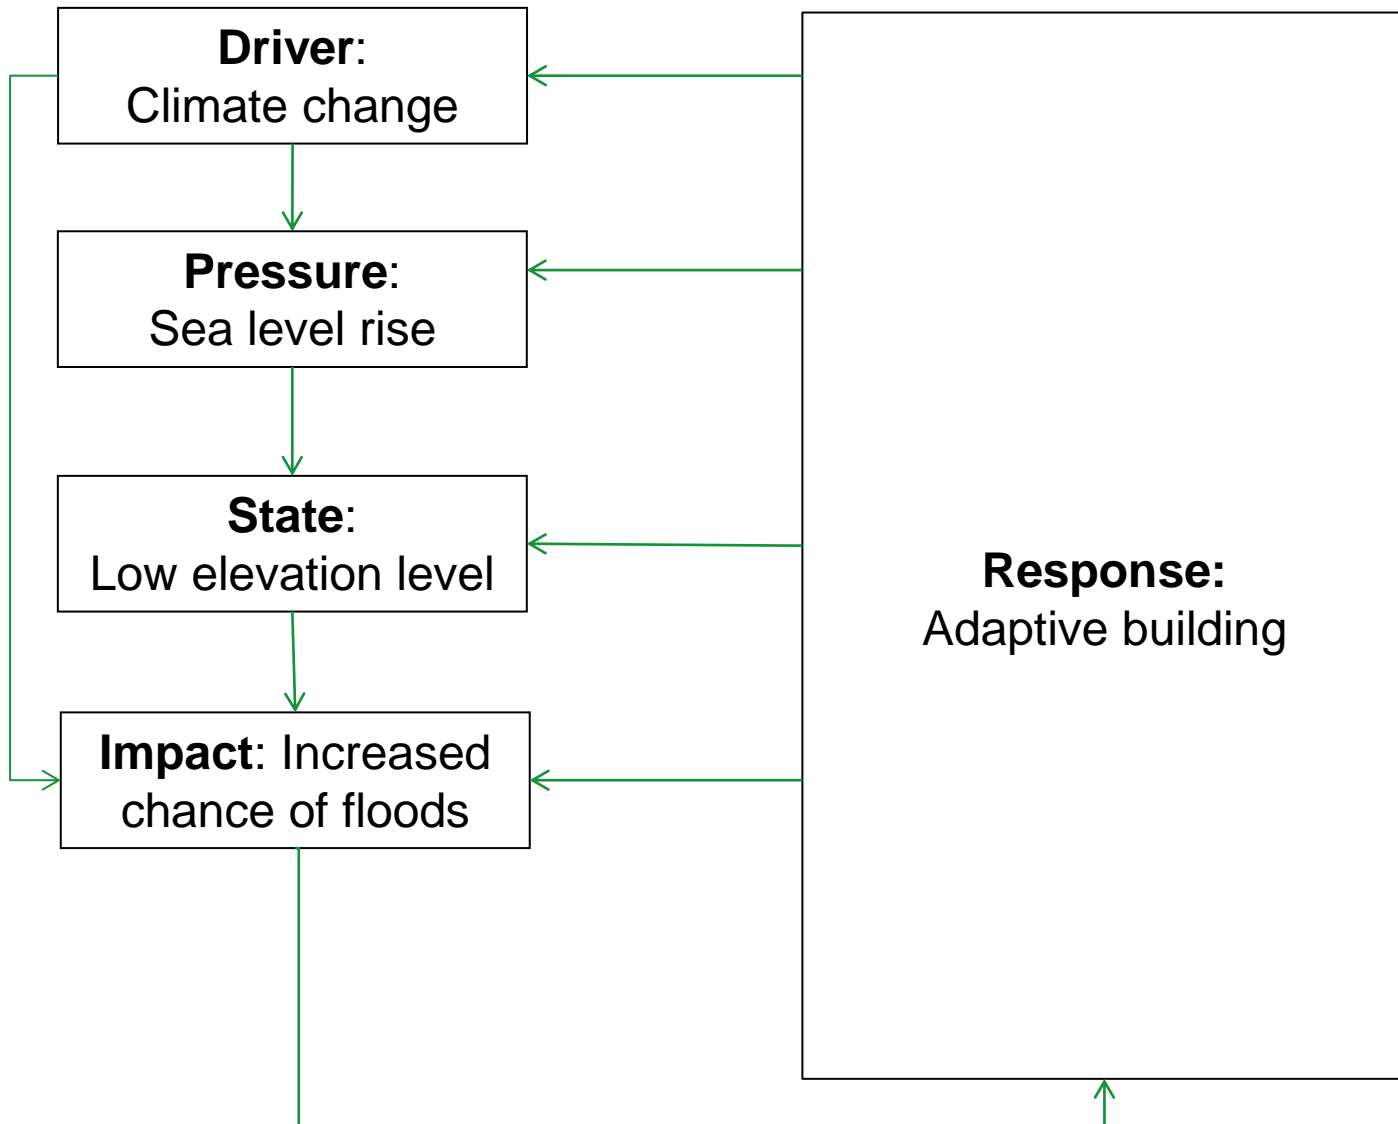 Driver:
Climate change
Pressure:
Sea level rise
State:
Low elevation level
Impact: Increased
chance of floods
Response:
Adaptive building